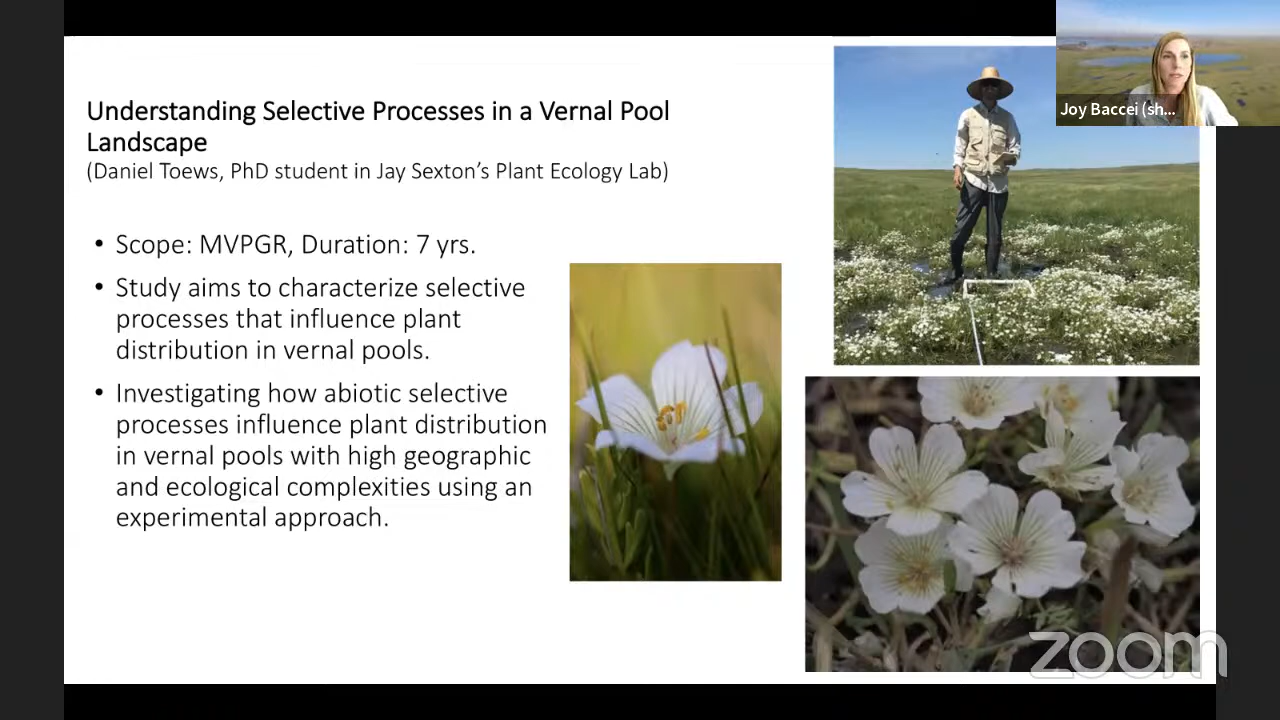 Understanding Selective Processes in a Vernal Pool
Landscape
(Daniel Toews, PhD student in Jay Sexton’s Plant Ecology Lab)
• Scope: MVPGR, Duration: 7 yrs.
• Study aims to characterize selective
processes that influence plant
distribution in vernal pools.
• Investigating how abiotic selective
processes influence plant distribution
in vernal pools with high geographic
and ecological complexities using an
experimental approach.
Joy Baccei (sh...
zoom